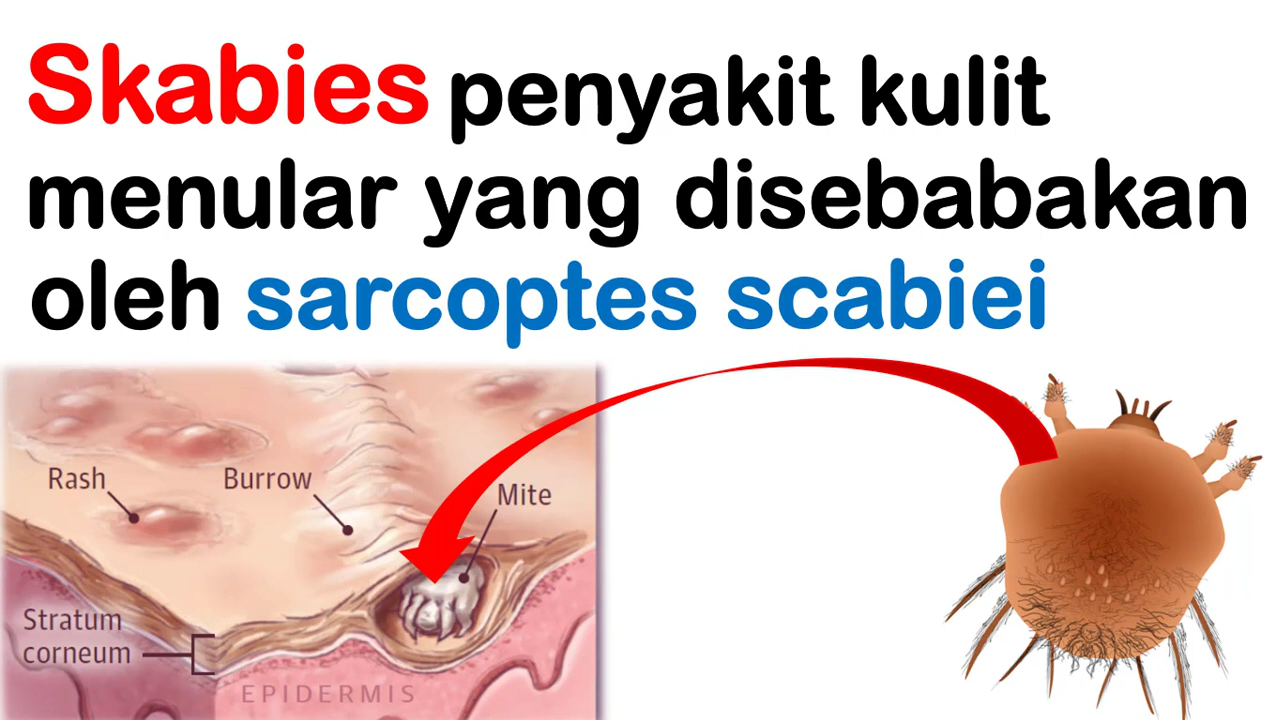 Skabies penyakit kulit
menular yang disebabakan
oleh sarcoptes scabiei
Rash
Burrow
Mite
Stratum
corneum
EPIDERMIS